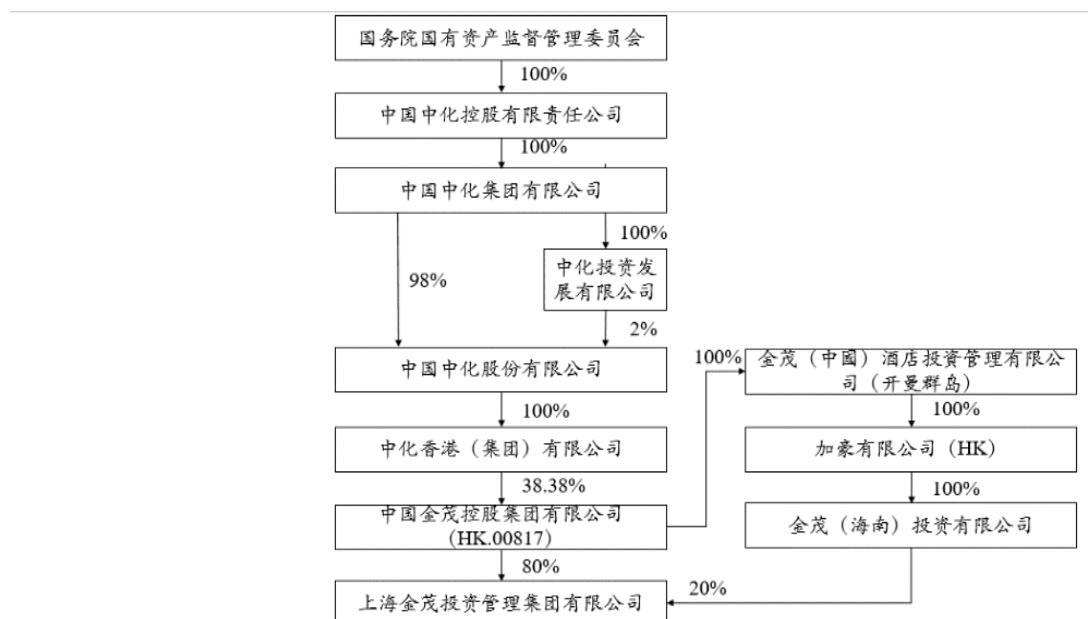 国务院国有资产监督管理委员会
100%
中国中化控股有限责任公司
100%
中国中化集团有限公司
100%
中化投资发
展有限公司
98%
2%
中国中化股份有限公司
100%
金茂（中國）酒店投资管理有限公
司（开曼群岛）
100%
100%
中化香港（集团）有限公司
加豪有限公司（HK）
38.38%
100%
中国金茂控股集团有限公司
（HK.00817）
金茂（海南）投资有限公司
80%
20%
上海金茂投资管理集团有限公司